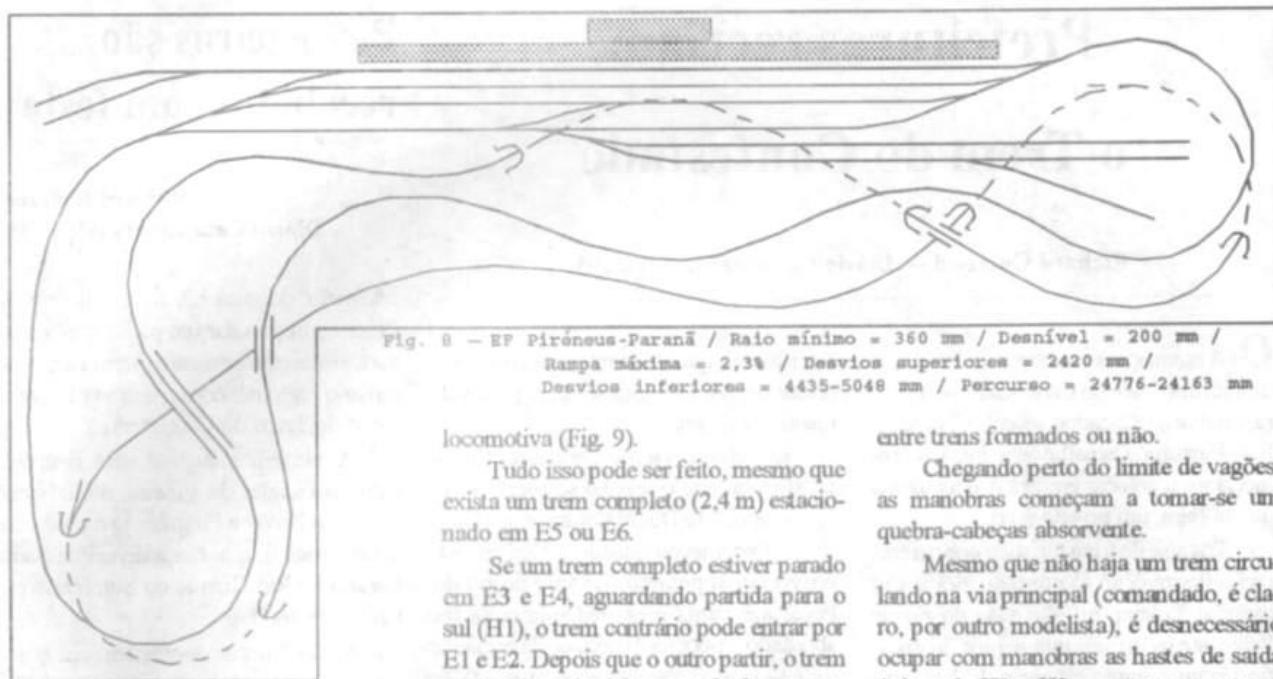 Fig. 8 — EF Piréneus-Paranã / Raio mínimo = 360 mm / Desnível = 200 mm /
Rampa máxima = 2,3% / Desvios superiores = 2420 mm
Desvios inferiores = 4435-5048 mm / Percurso = 24776-24163 mm
locomotiva (Fig. 9).
Tudo isso pode ser feito, mesmo que
exista um trem completo (2,4 m) estacio-
nado em E5 ou E6.
Se um trem completo estiver parado
em E3 e E4, aguardando partida para o
sul (H1), o trem contrário pode entrar por
E1 e E2. Depois que o outro partir, o trem
entre trens formados ou não.
Chegando perto do limite de vagões
as manobras começam a tornar-se um
quebra-cabeças absorvente.
Mesmo que não haja um trem circu-
lando na via principal (comandado, é cla-
ro, por outro modelista), é desnecessário
ocupar com manobras as hastes de saída